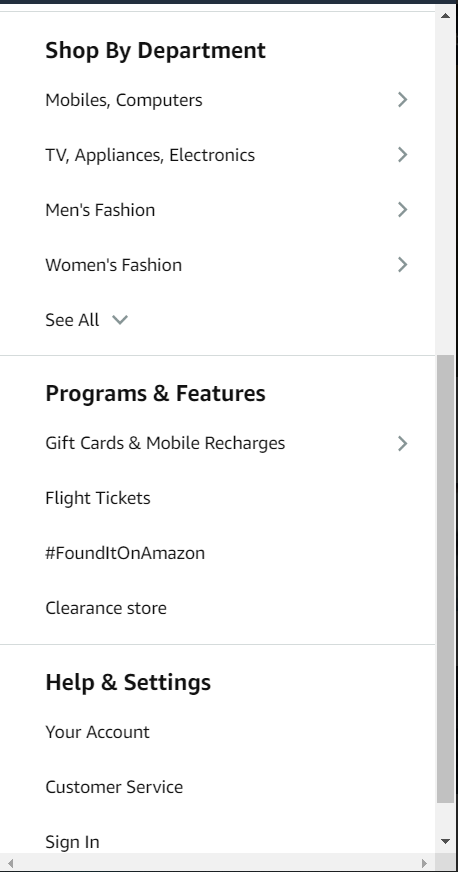 Shop By Department
Mobiles, Computers
TV, Appliances, Electronics
Men's Fashion
Women's Fashion
See All
Programs & Features
Gift Cards & Mobile Recharges
Flight Tickets
#FoundItOnAmazon
Clearance store
Help & Settings
Your Account
Customer Service
Sign In